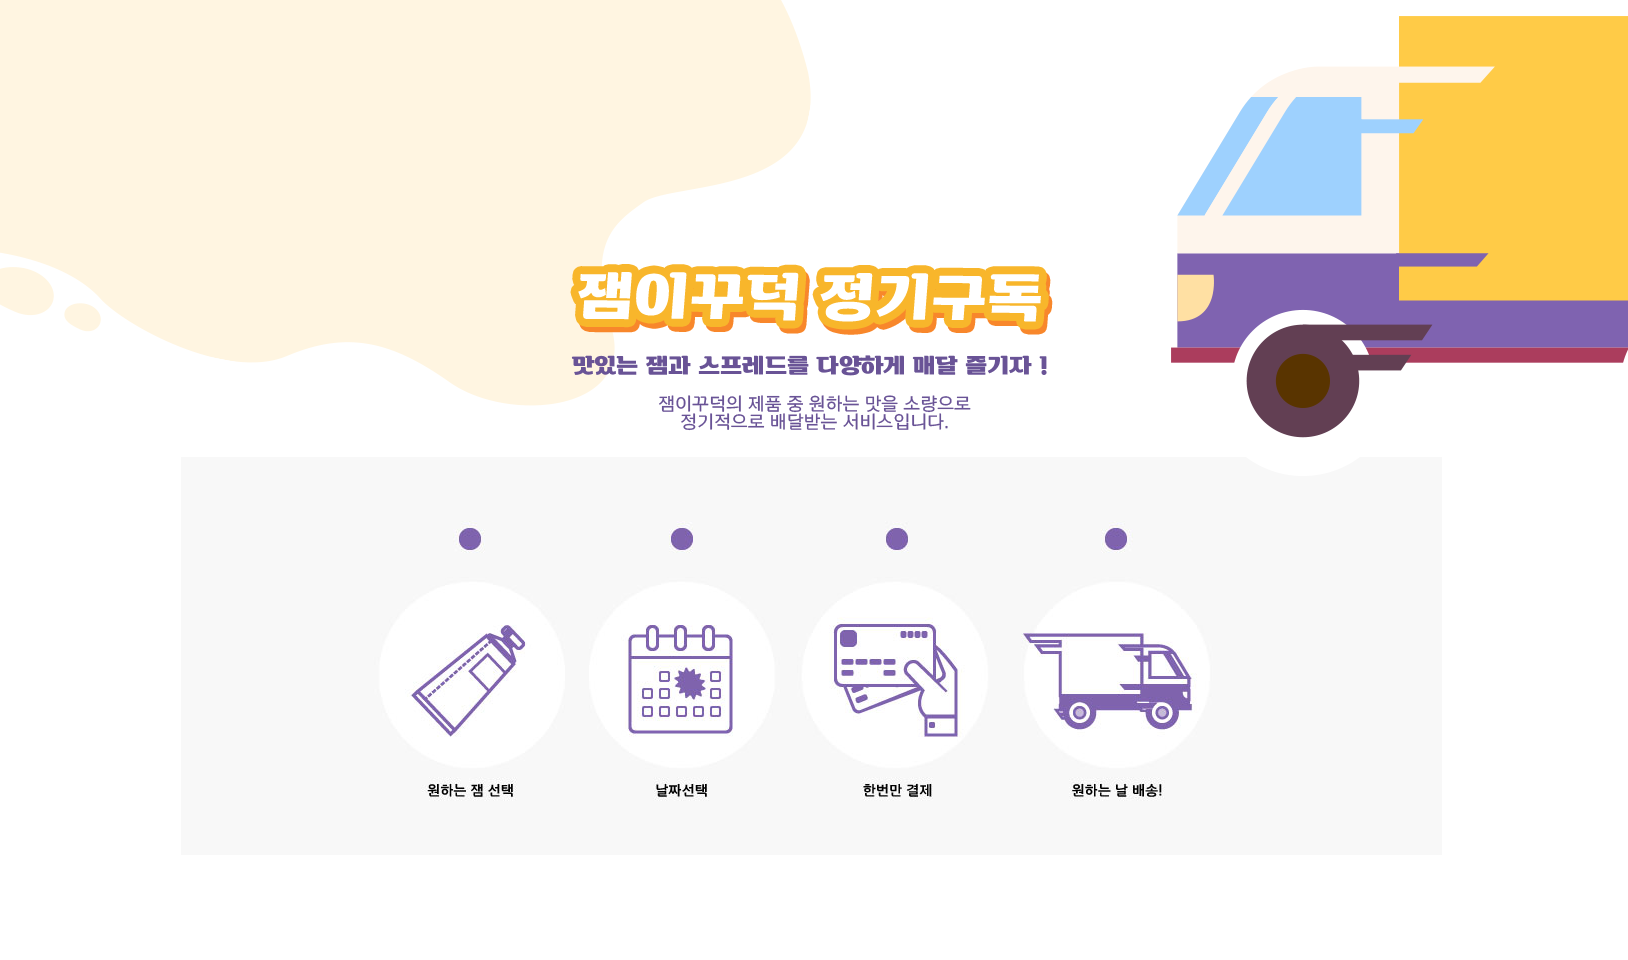 잼이꾸덕 정기구독
맛있는 잼과 스프레드를 다양하게 매달 즐기자 !
잼이꾸덕의 제품 중 원하는 맛을 소량으로
정기적으로 배달받는 서비스입니다.
원하는 잼 선택
날짜선택
한번만 결제
원하는 날 배송!